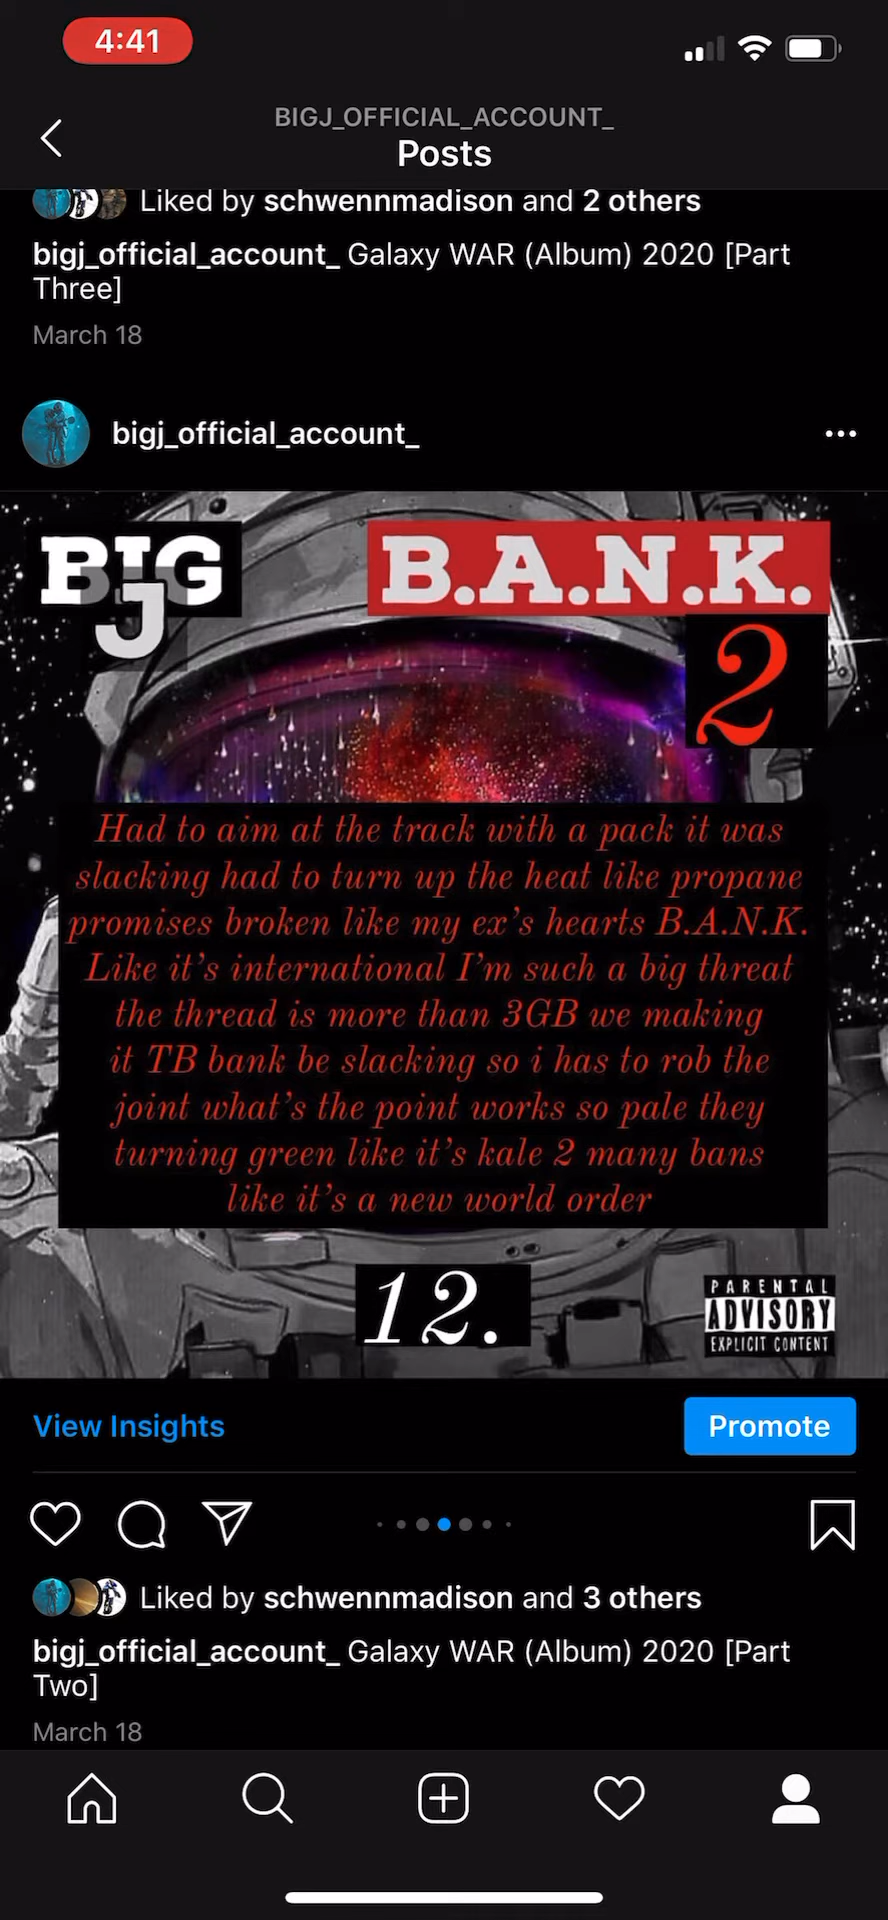 4:41
BIGJ_OFFICIAL_ACCOUNT_
Posts
Liked by schwennmadison and 2 others
bigj_official_account_ Galaxy WAR (Album) 2020 [Part
Three]
March 18
bigj_official_account_
BIG
J
B.A.N.K.
2
Had to aim at the track with a pack it was
slacking had to turn up the heat like propane
promises broken like my ex's hearts B.A.N.K.
Like it's international I'm such a big threat
the thread is more than 3GB we making
it TB bank be slacking so i has to rob the
joint what's the point works so pale they
turning green like it's kale 2 many bans
like it's a new world order
12.
PARENTAL
ADVISORY
EXPLICIT CONTENT
View Insights
Promote
Liked by schwennmadison and 3 others
bigj_official_account_ Galaxy WAR (Album) 2020 [Part
Two]
March 18